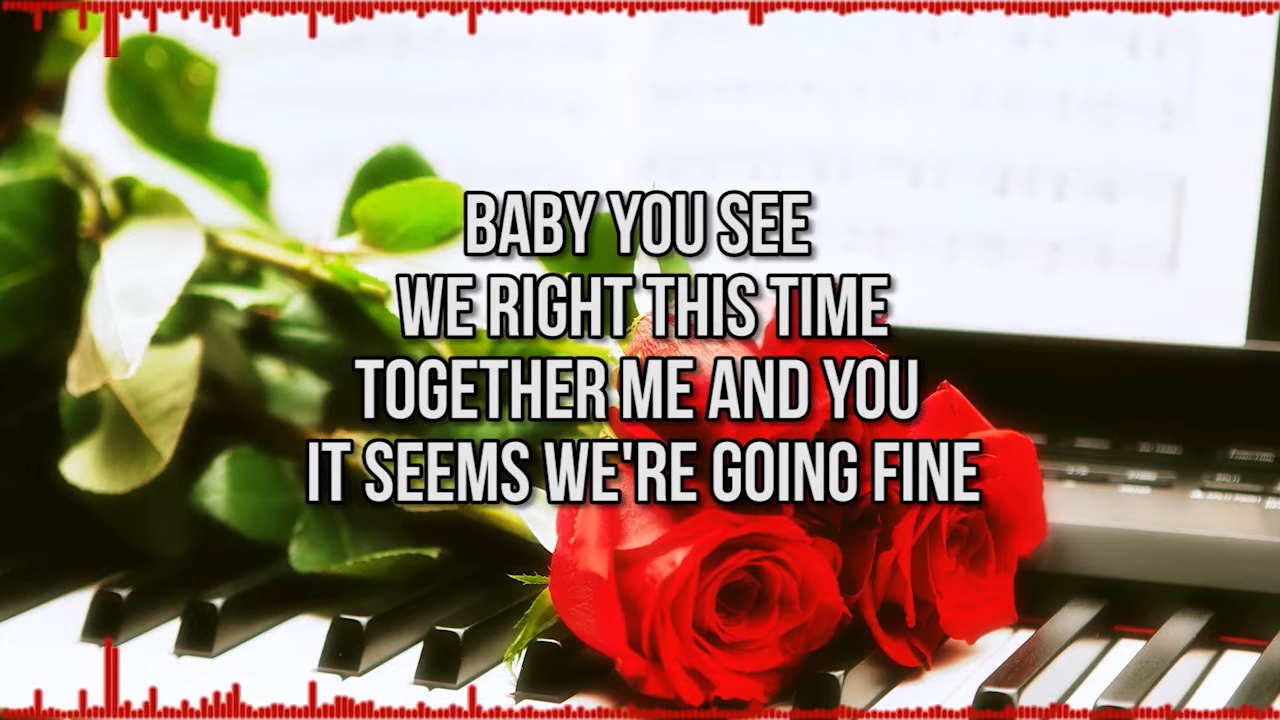 BABY YOU SEE
WE RIGHT THIS TIME
TOGETHER ME AND YOU
IT SEEMS WE'RE GOING FINE